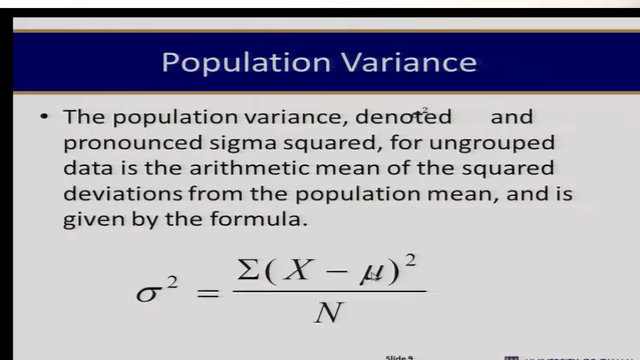 Population Variance
• The population variance, denoted σ² and
pronounced sigma squared, for ungrouped
data is the arithmetic mean of the squared
deviations from the population mean, and is
given by the formula.
σ² = Σ(X − μ)² / N
Slide 9